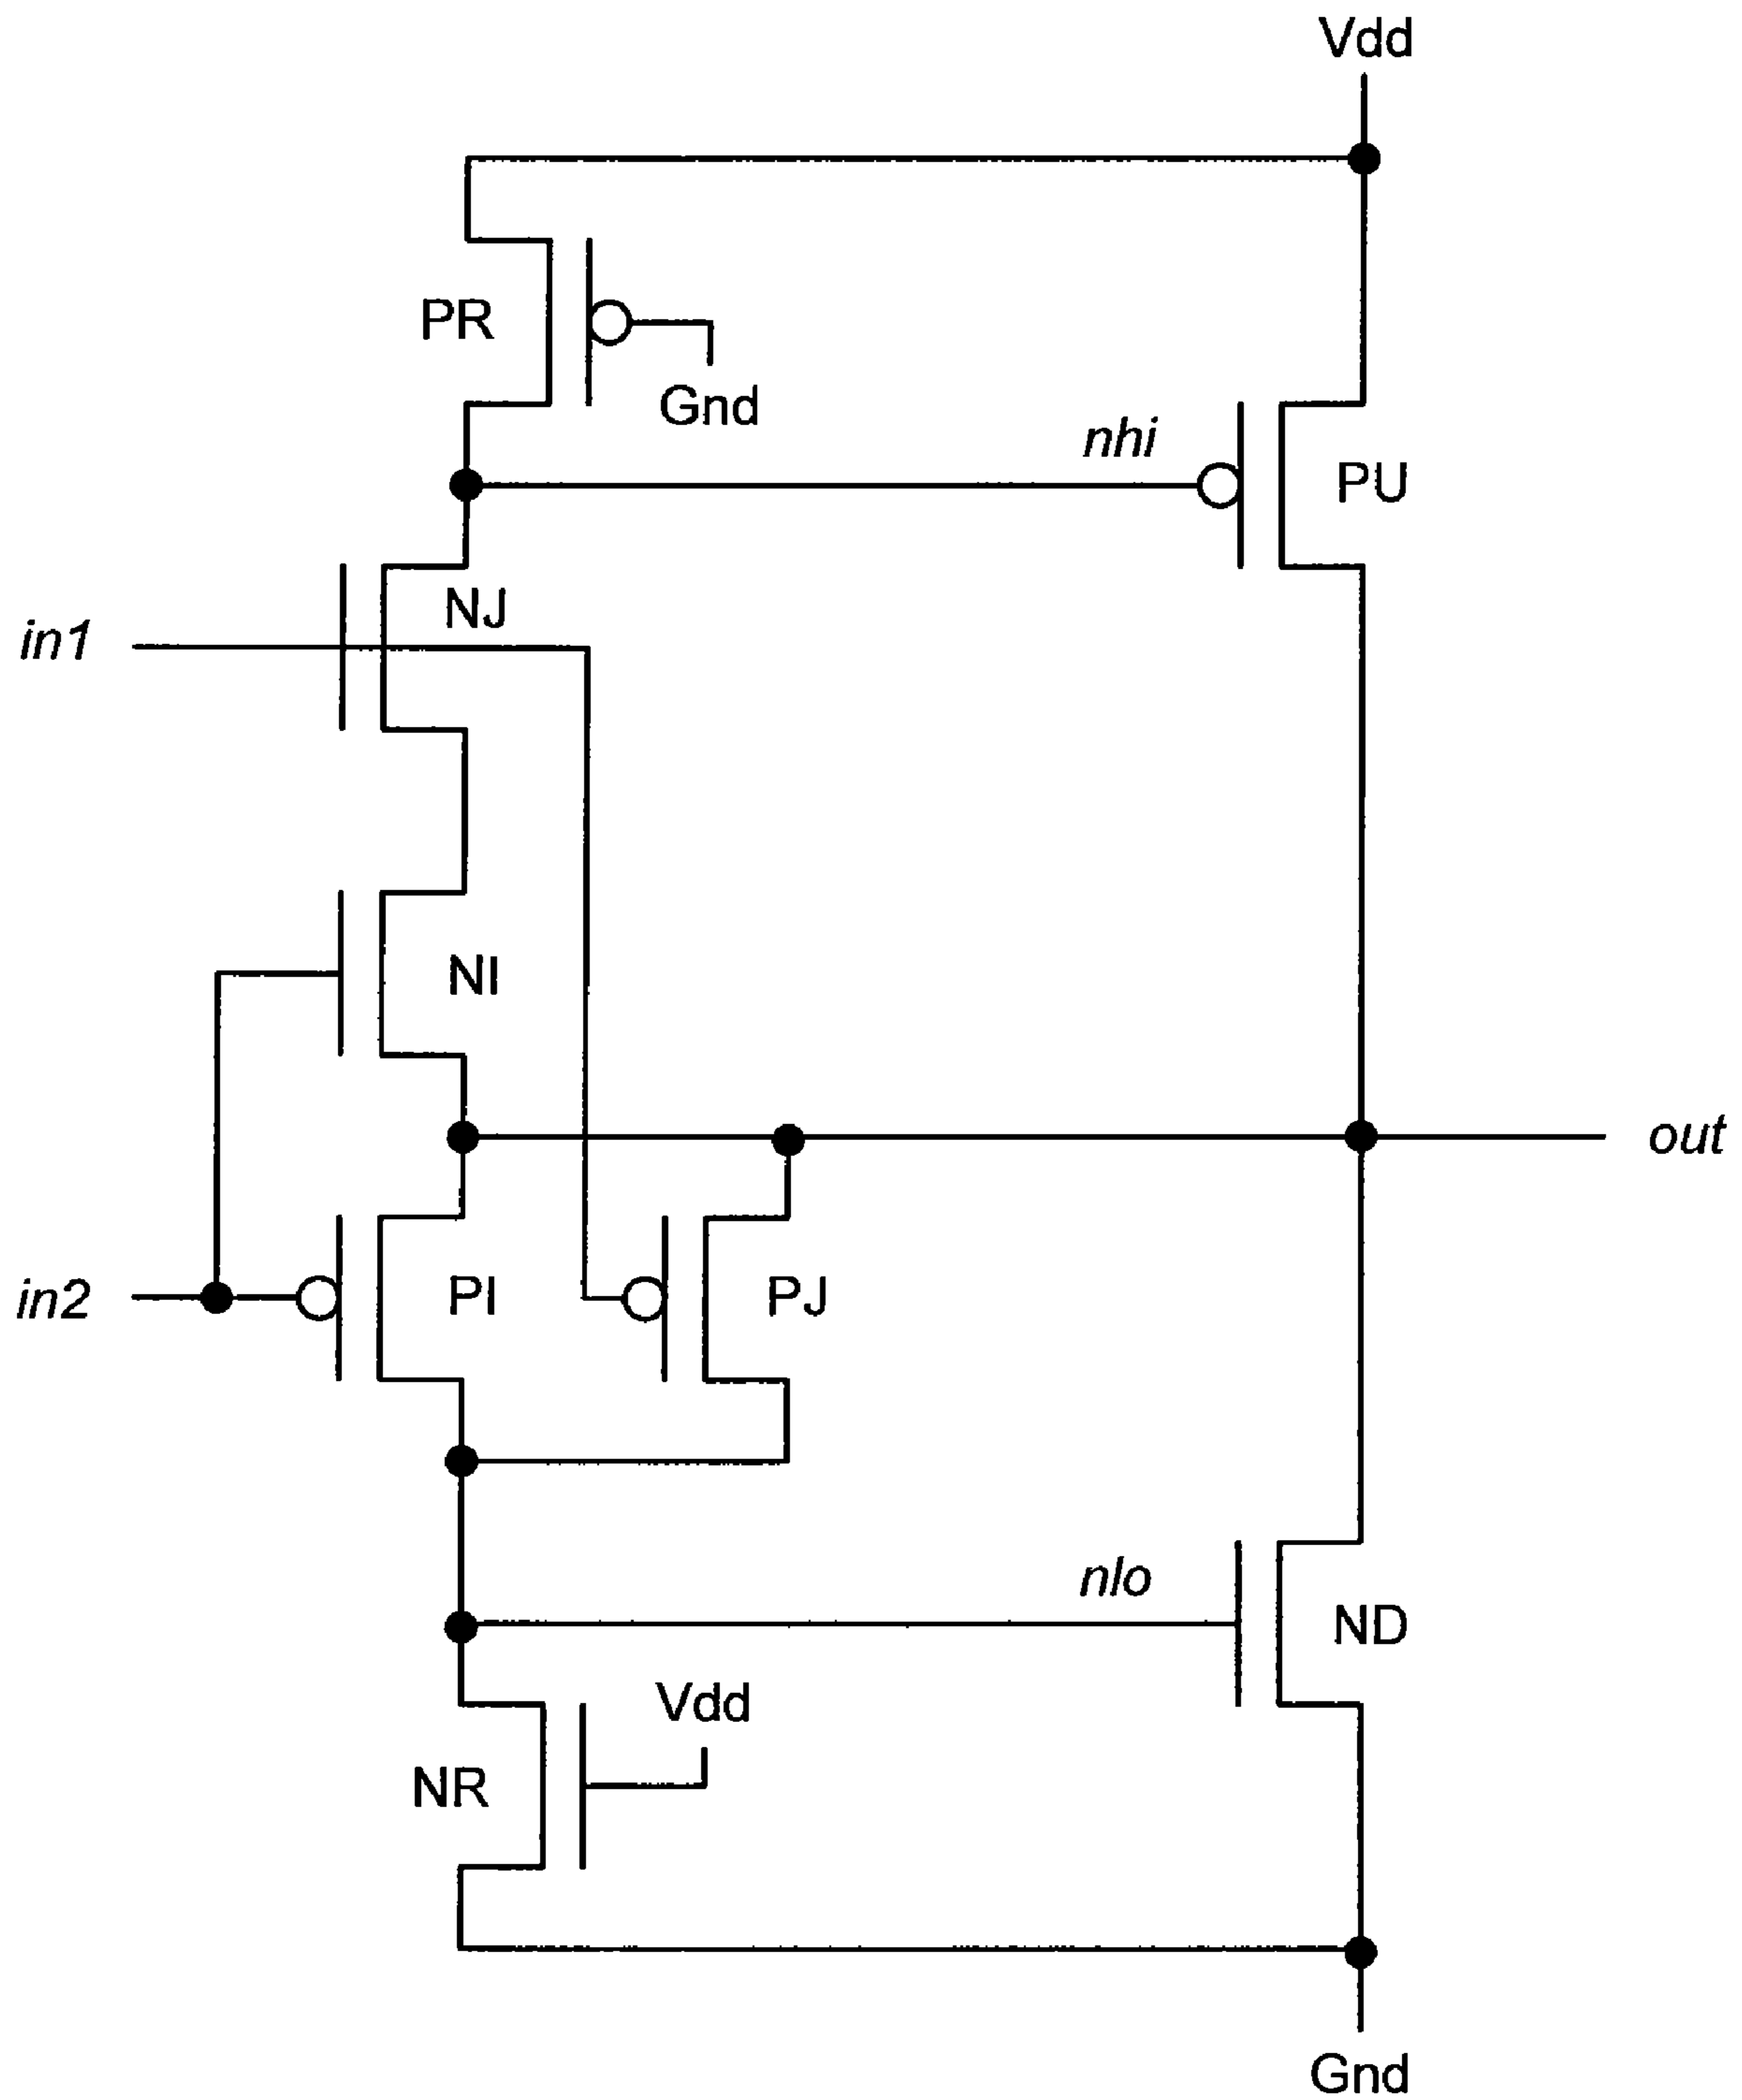 Vdd
PR
Gnd
nhi
PU
NJ
in1
NI
out
in2
PI
PJ
nlo
ND
Vdd
NR
Gnd